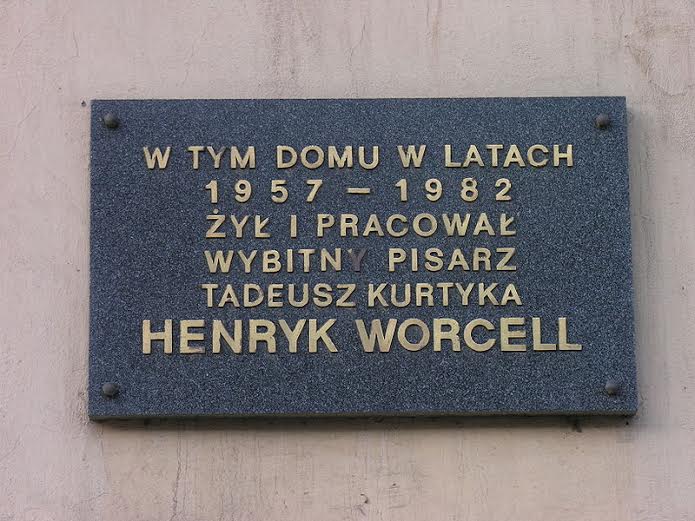 W TYM DOMU W LATACH
1957 – 1982
ŻYŁ I PRACOWAŁ
WYBITNY PISARZ
TADEUSZ KURTYKA
HENRYK WORCELL